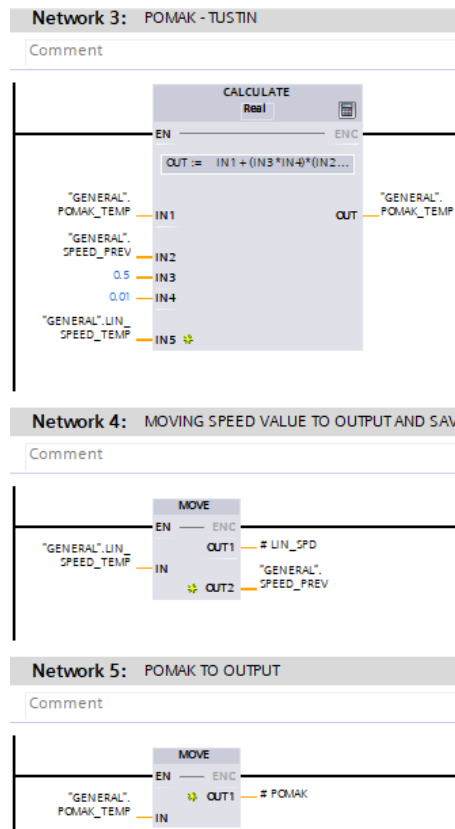 Network 3: POMAK - TUSTIN
Comment
CALCULATE
Real
EN
ENO
OUT := IN1 + (IN3*IN4)*(IN2...
"GENERAL".
POMAK_TEMP
IN1
OUT
"GENERAL".
POMAK_TEMP
"GENERAL".
SPEED_PREV
IN2
0.5
IN3
0.01
IN4
"GENERAL".LIN_
SPEED_TEMP
IN5
Network 4: MOVING SPEED VALUE TO OUTPUT AND SAV
Comment
MOVE
EN
ENO
"GENERAL".LIN_
SPEED_TEMP
IN
OUT1
# LIN_SPD
OUT2
"GENERAL".
SPEED_PREV
Network 5: POMAK TO OUTPUT
Comment
MOVE
EN
ENO
"GENERAL".
POMAK_TEMP
IN
OUT1
# POMAK